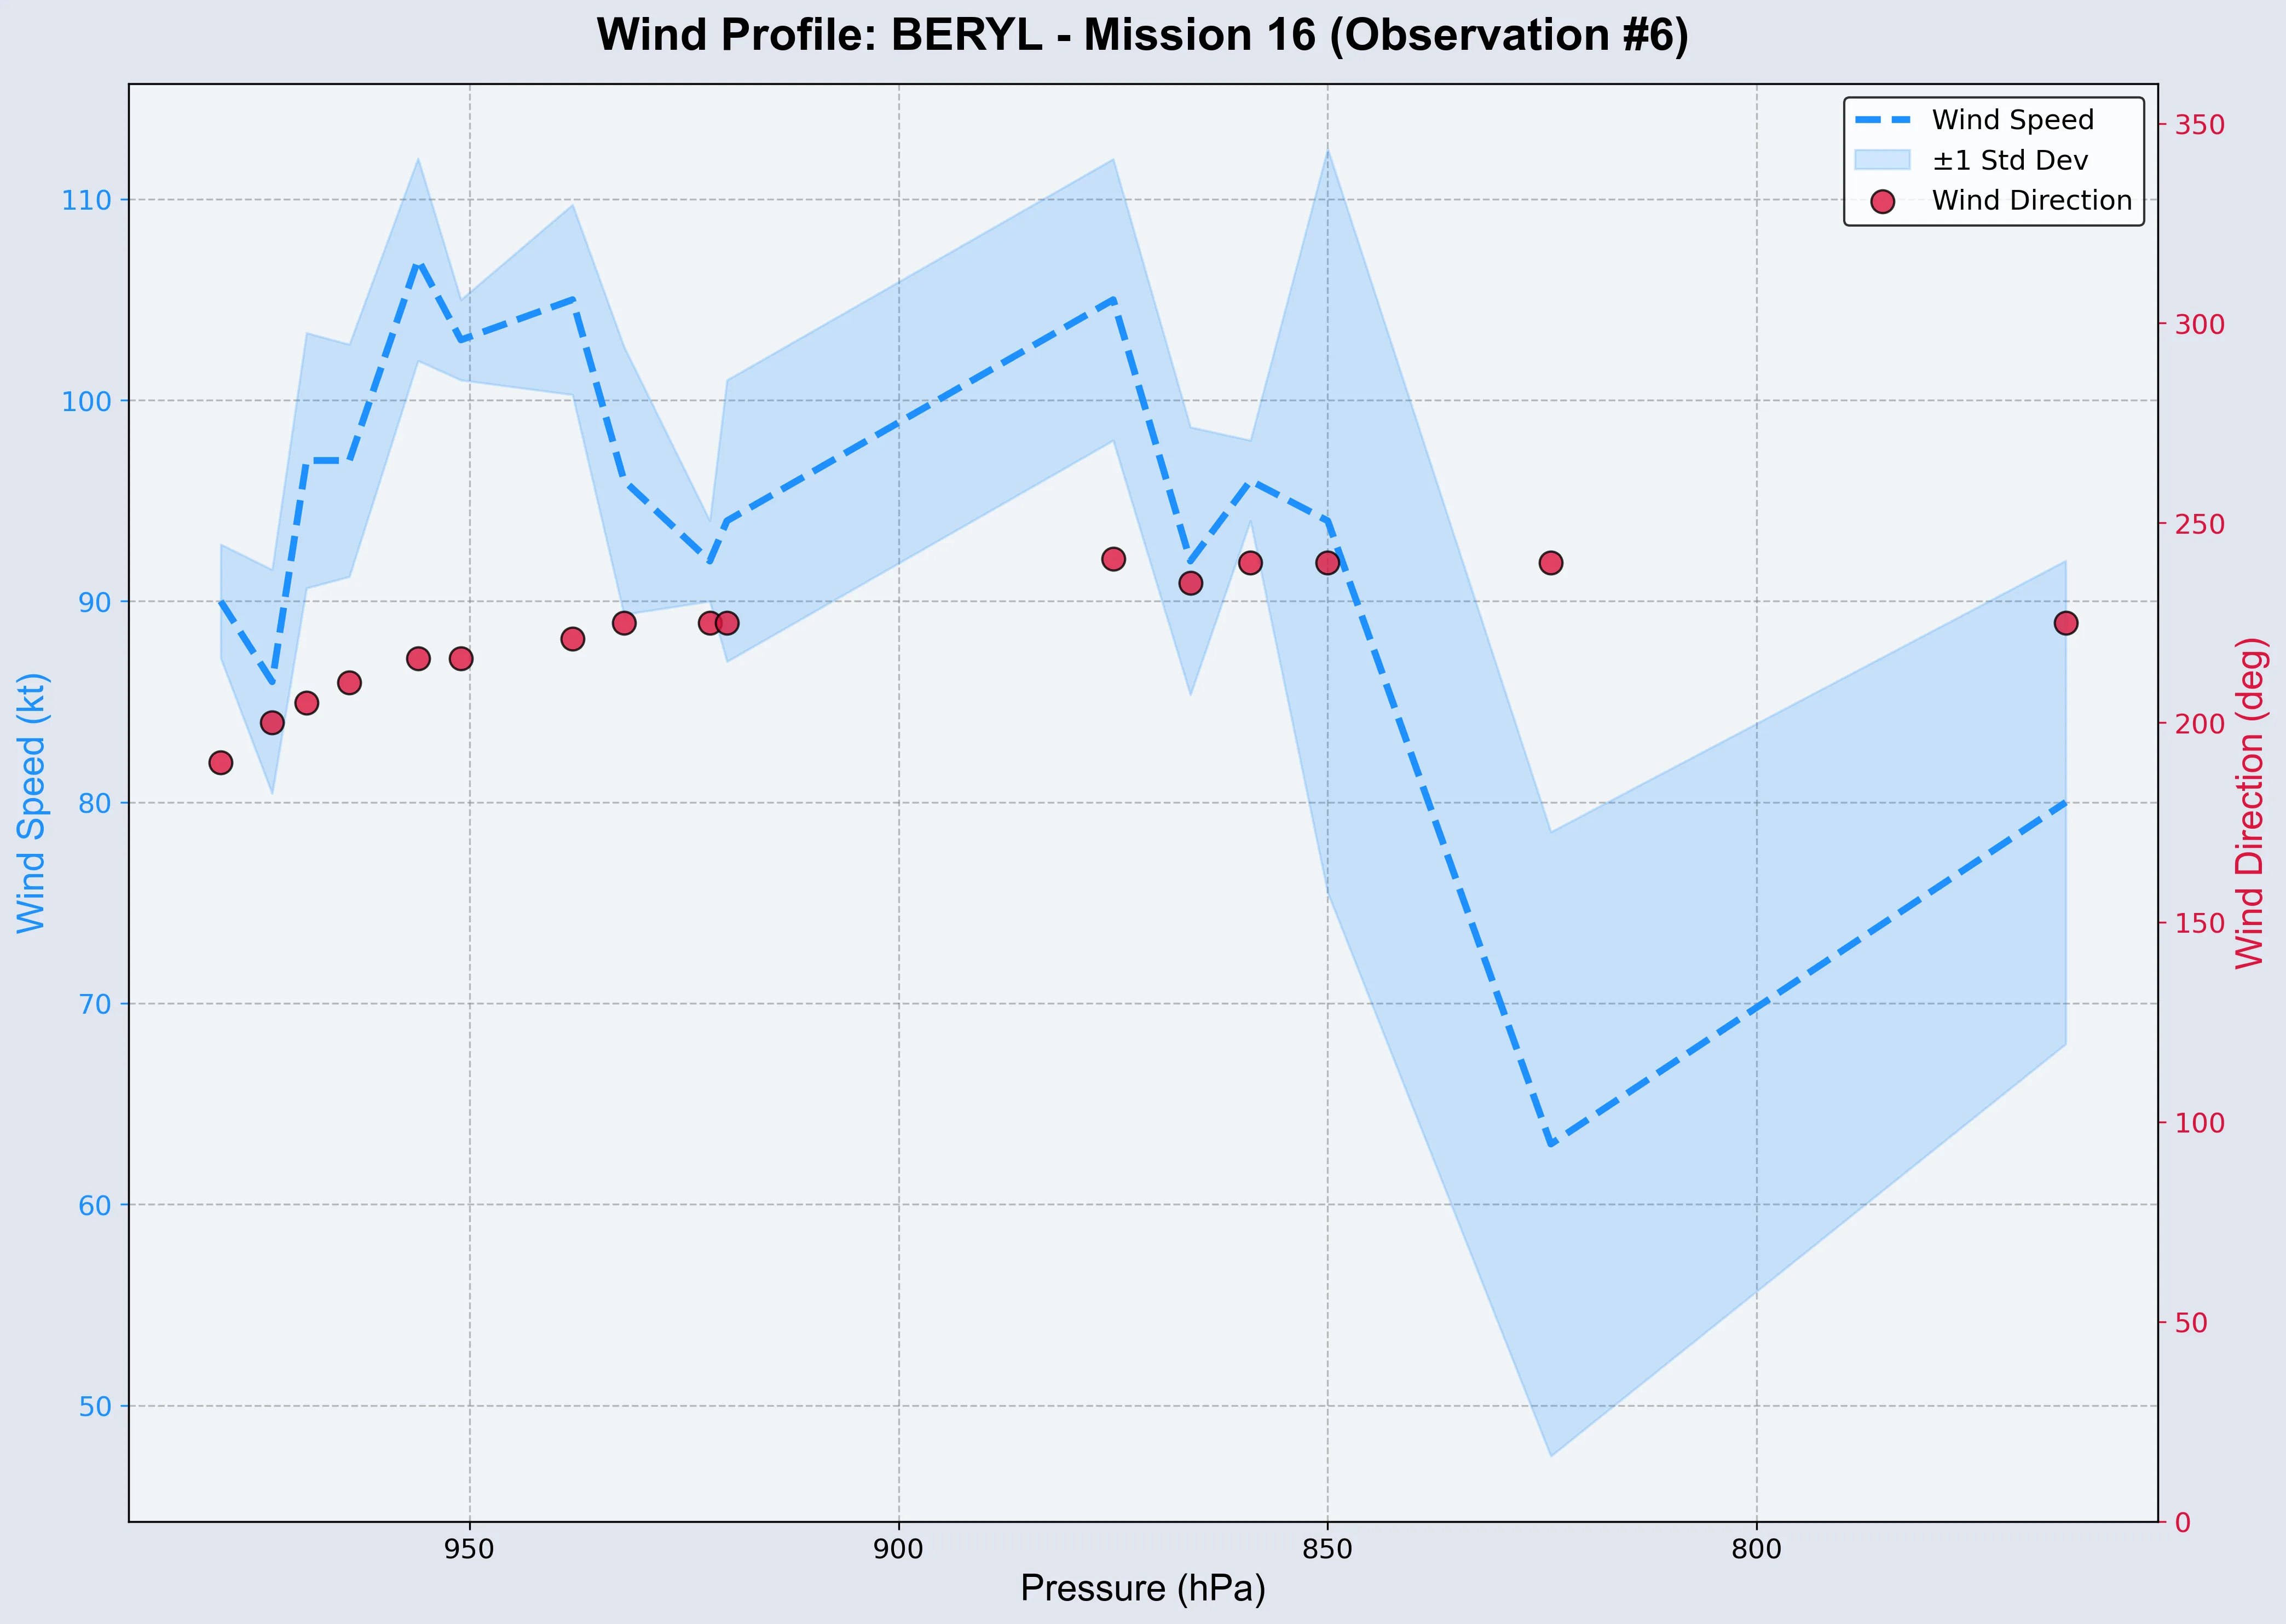 Wind Profile: BERYL - Mission 16 (Observation #6)
Wind Speed
±1 Std Dev
Wind Direction
110
100
90
80
70
60
50
Wind Speed (kt)
350
300
250
200
150
100
50
0
Wind Direction (deg)
950
900
850
800
Pressure (hPa)